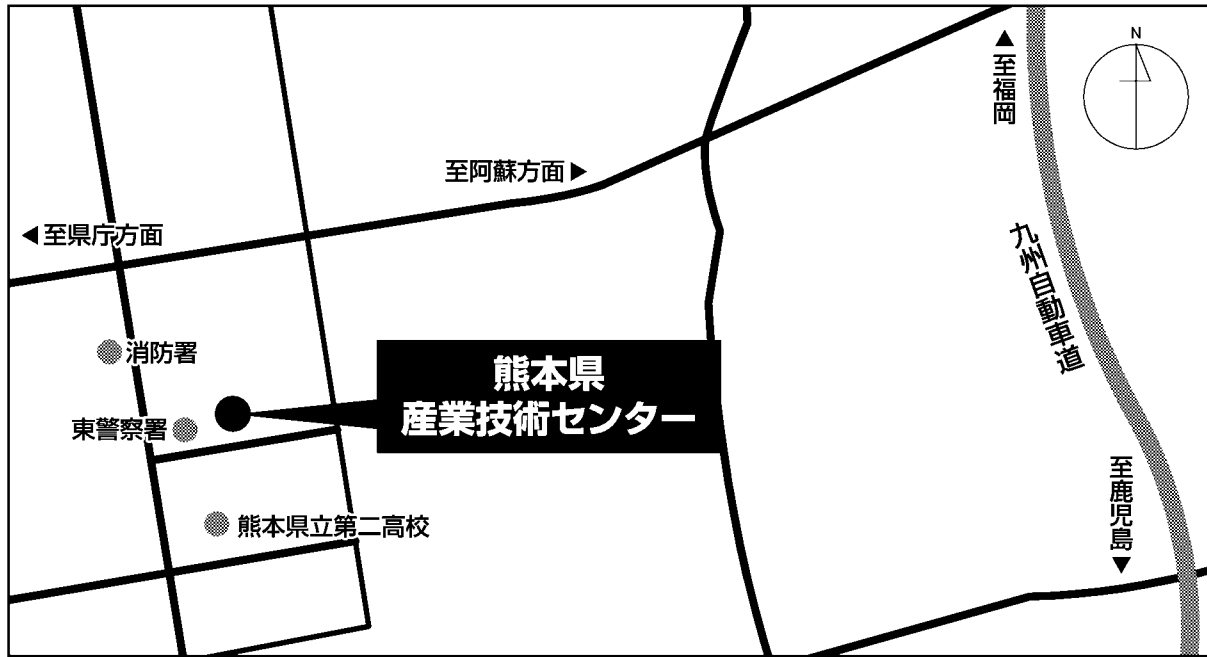 N
▲至福岡
至阿蘇方面▶
◀至県庁方面
九州自動車道
消防署
熊本県
産業技術センター
東警察署
至鹿児島▼
熊本県立第二高校